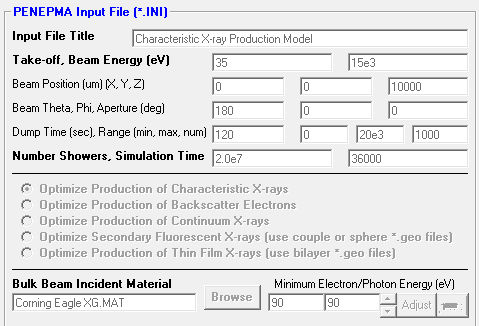 PENEPMA Input File (*.INI)
Input File Title Characteristic X-ray Production Model
Take-off, Beam Energy (eV) 35 15e3
Beam Position (um) (X, Y, Z) 0 0 10000
Beam Theta, Phi, Aperture (deg) 180 0 0
Dump Time (sec), Range (min, max, num) 120 0 20e3 1000
Number Showers, Simulation Time 2.0e7 36000
Optimize Production of Characteristic X-rays
Optimize Production of Backscatter Electrons
Optimize Production of Continuum X-rays
Optimize Secondary Fluorescent X-rays (use couple or sphere *.geo files)
Optimize Production of Thin Film X-rays (use bilayer *.geo files)
Bulk Beam Incident Material Minimum Electron/Photon Energy (eV)
Corning Eagle XG.MAT Browse 90 90 Adjust